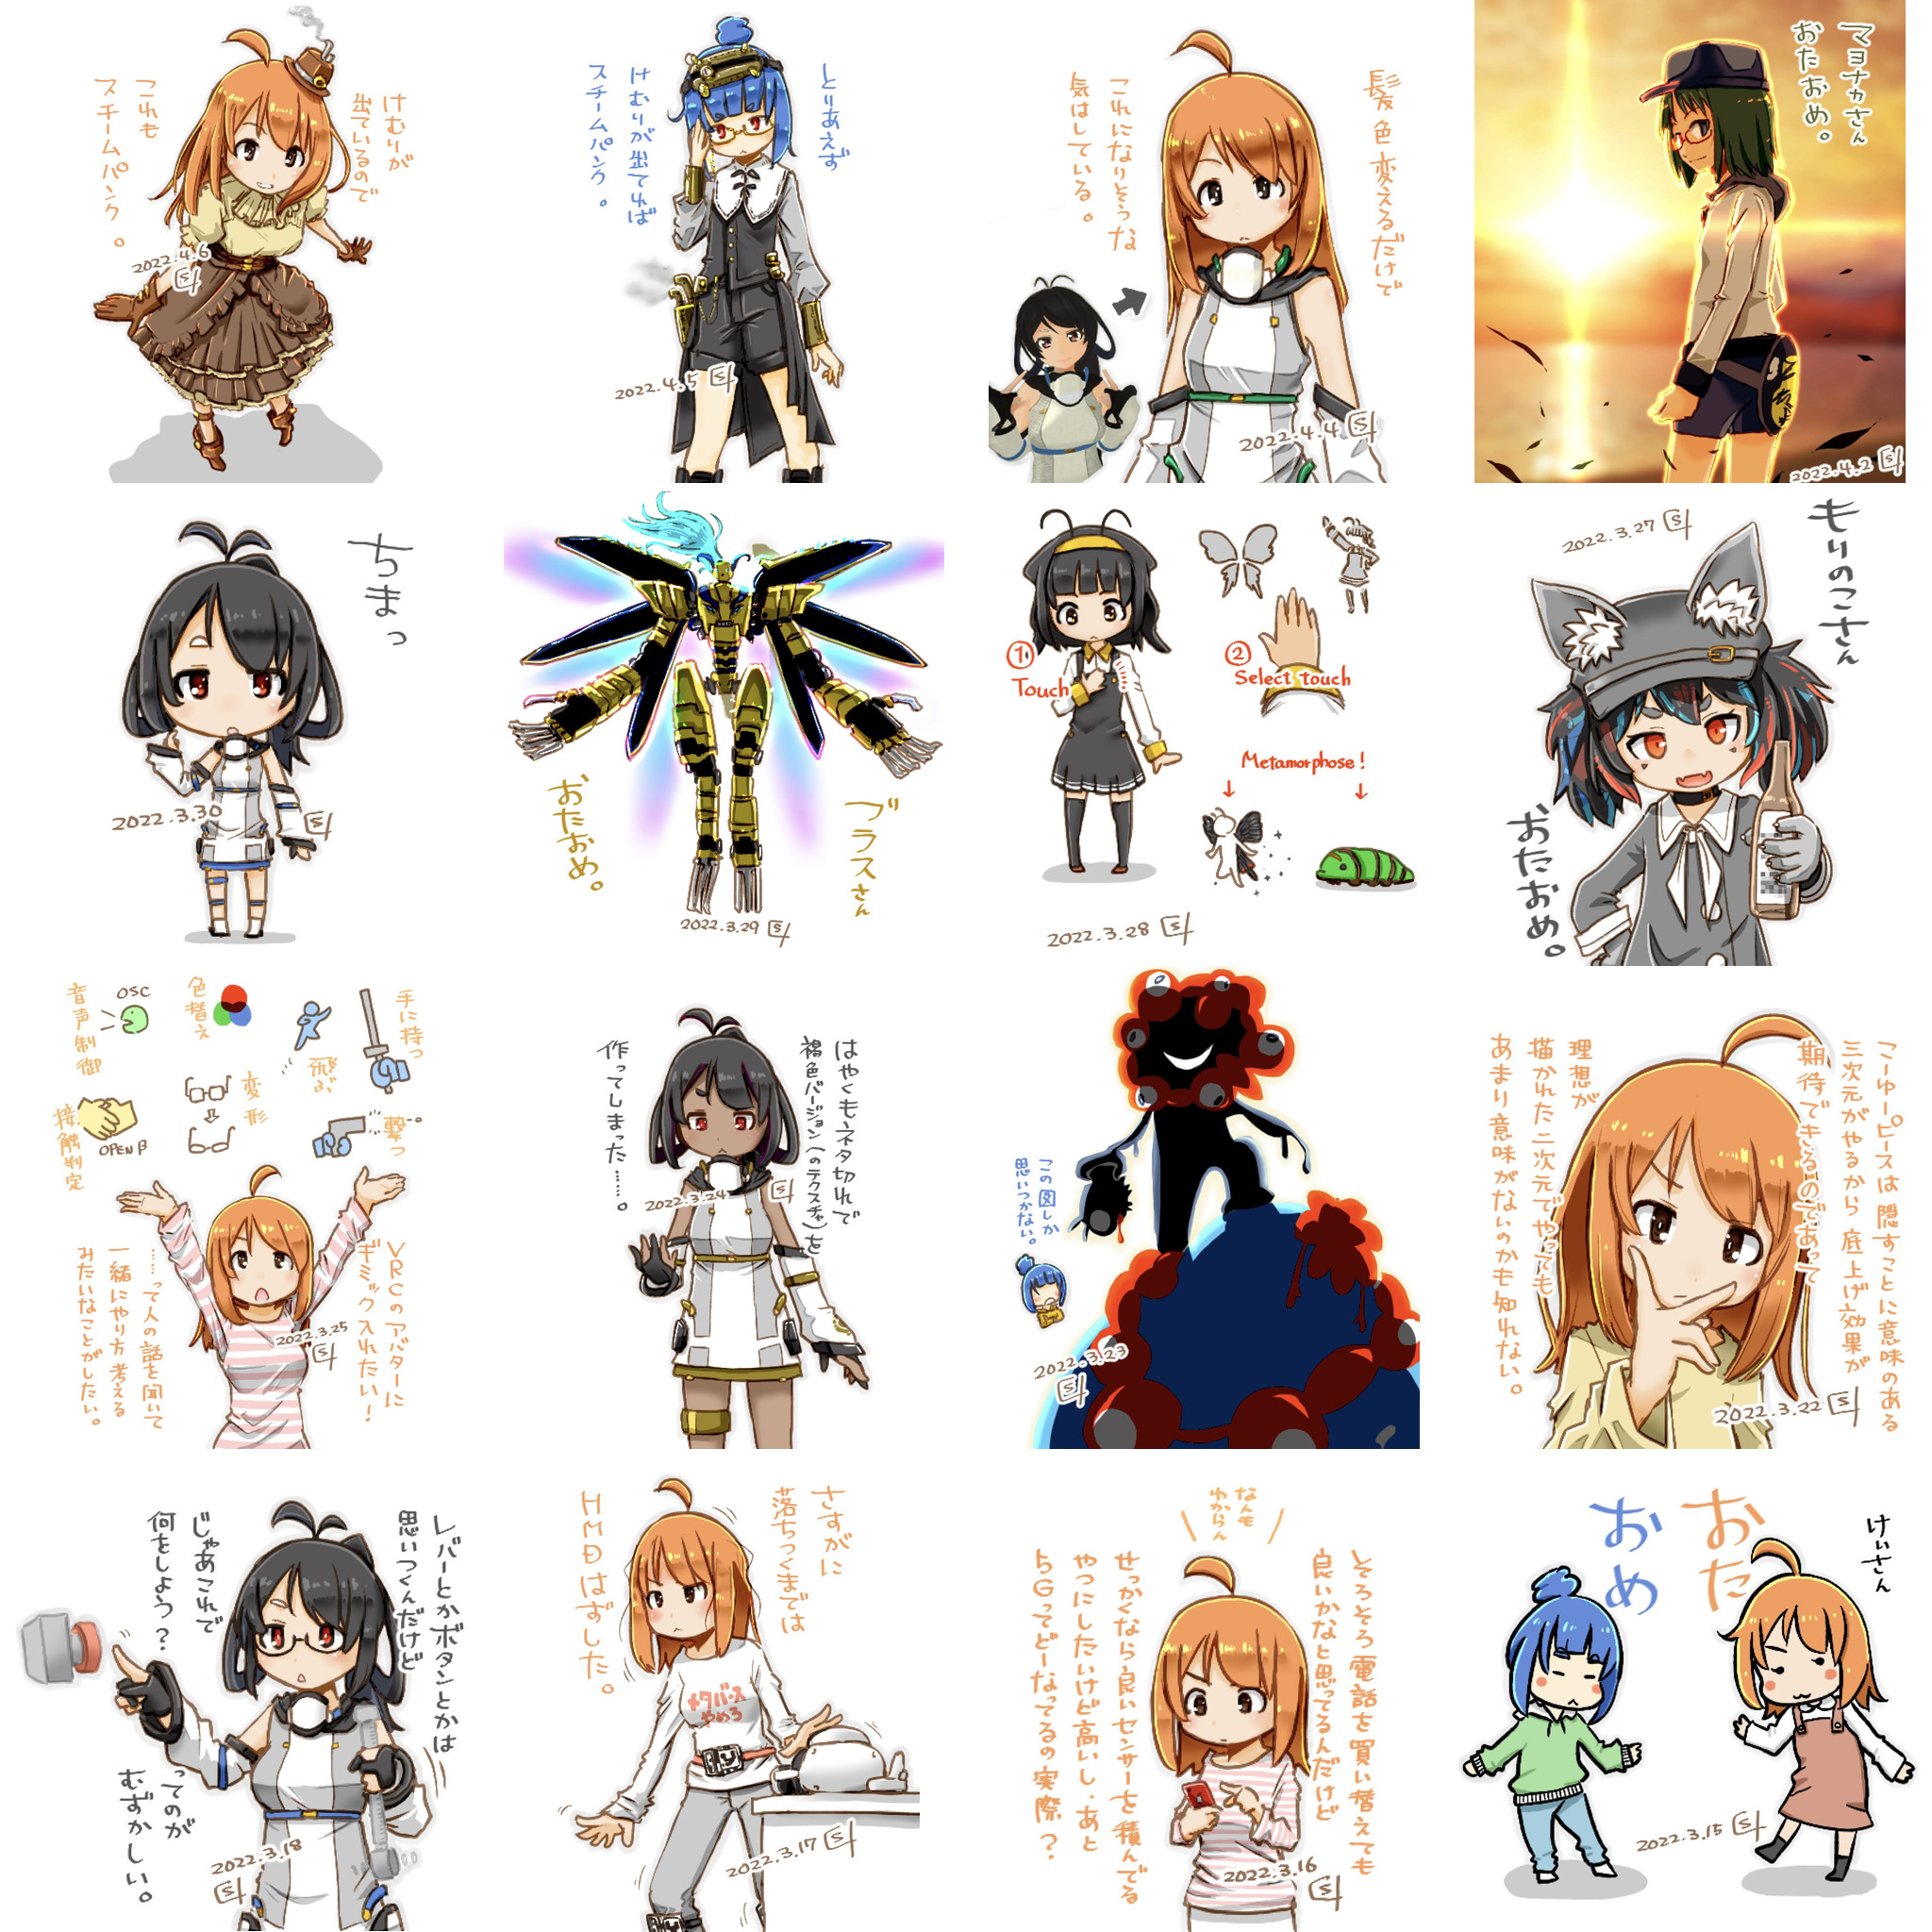 けむりが
出ているので
これも
スチームパンク。
2022.4.6
とりあえず
けむりが出てれば
スチームパンク。
2022.4.5
髪色変えるだけで
これになりそうな
気はしている。
2022.4.4
マヨナカさん
おたおめ。
2022.4.2
ちまっ
2022.3.30
ブラスさん
おたおめ。
2022.3.29
①
Touch
②
Select touch
Metamorphose!
2022.3.28
2022.3.27
もりのこさん
おたおめ。
手に持つ
飛ぶ
撃つ
色替え
変形
OSC
音声制御
接触判定
OPENβ
VRCのアバターに
ギミック入れたい!
……って人の話を聞いて
一緒にやり方考える
みたいなことがしたい。
2022.3.25
はやくもネタ切れで
褐色バージョン(のテクスチャ)を
作ってしまった……。
2022.3.24
この図しか
思いつかない。
2022.3.23
こーゆーピースは隠すことに意味のある
三次元がやるから底上げ効果が
期待できるのであって
理想が
描かれた二次元でやっても
あまり意味がないのかも知れない。
2022.3.22
レバーとかボタンとかは
思いつくんだけど
じゃあこれで
何をしよう?
ってのが
むずかしい。
2022.3.18
さすがに
落ちつくまでは
HMDはずした。
メタバース
やめろ
2022.3.17
なんも
わからん
そろそろ電話を買い替えても
良いかなと思ってるんだけど
せっかくなら良いセンサーを積んでる
やつにしたいけど高いし、あと
5Gってどーなってるの実際?
2022.3.16
けいさん
おた
おめ
2022.3.15